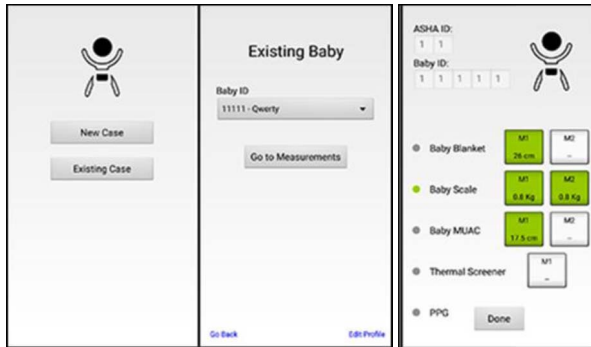 New Case
Existing Case
Existing Baby
Baby ID
11111 - Qwerty
Go to Measurements
Go Back
Edit Profile
ASHA ID:
1 1
Baby ID:
1 1 1 1 1
Baby Blanket
M1
26 cm
M2
--
Baby Scale
M1
0.8 Kg
M2
0.8 Kg
Baby MUAC
M1
17.5 cm
M2
--
Thermal Screener
M1
--
PPG
Done